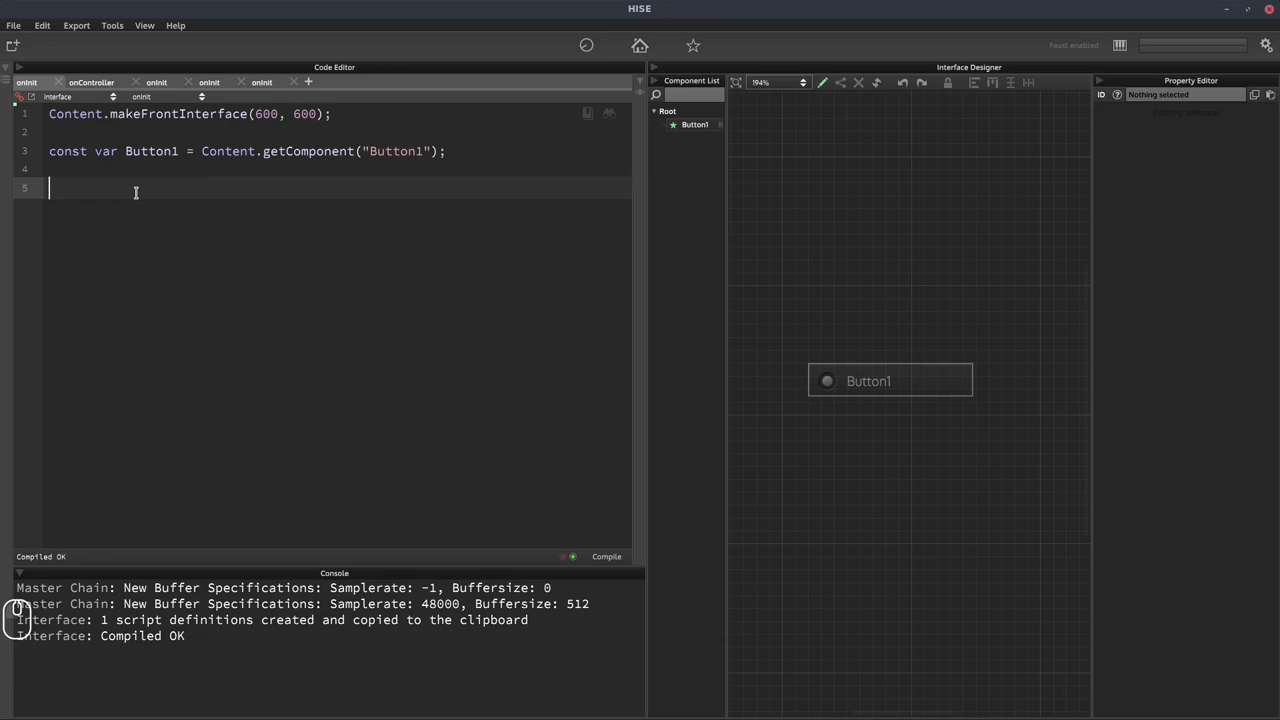 HISE
File Edit Export Tools View Help
Faust enabled
Code Editor
Interface Designer
onInit onController onInit onInit onInit
Interface onInit
Component List
194%
Property Editor
ID Nothing selected
Root
Button1
1 Content.makeFrontInterface(600, 600);
2
3 const var Button1 = Content.getComponent("Button1");
4
5
Button1
Compiled OK
Compile
Console
Master Chain: New Buffer Specifications: Samplerate: -1, Buffersize: 0
Master Chain: New Buffer Specifications: Samplerate: 48000, Buffersize: 512
Interface: 1 script definitions created and copied to the clipboard
Interface: Compiled OK